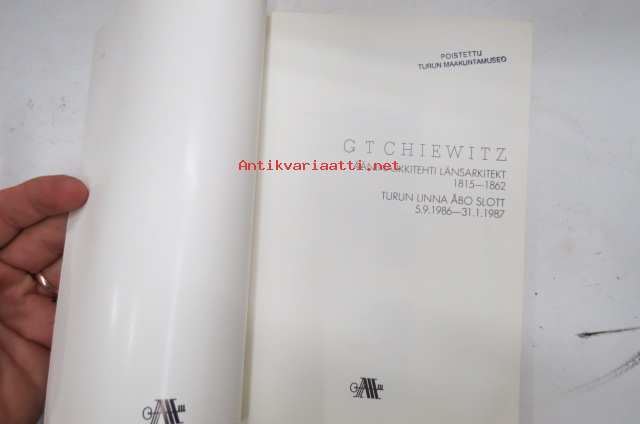 POISTETTU
TURUN MAAKUNTAMUSEO
G T CHIEWITZ
Antikvariaatti.net
LÄNSARKITEKT
1815—1862
TURUN LINNA ÅBO SLOTT
5.9.1986—31.1.1987